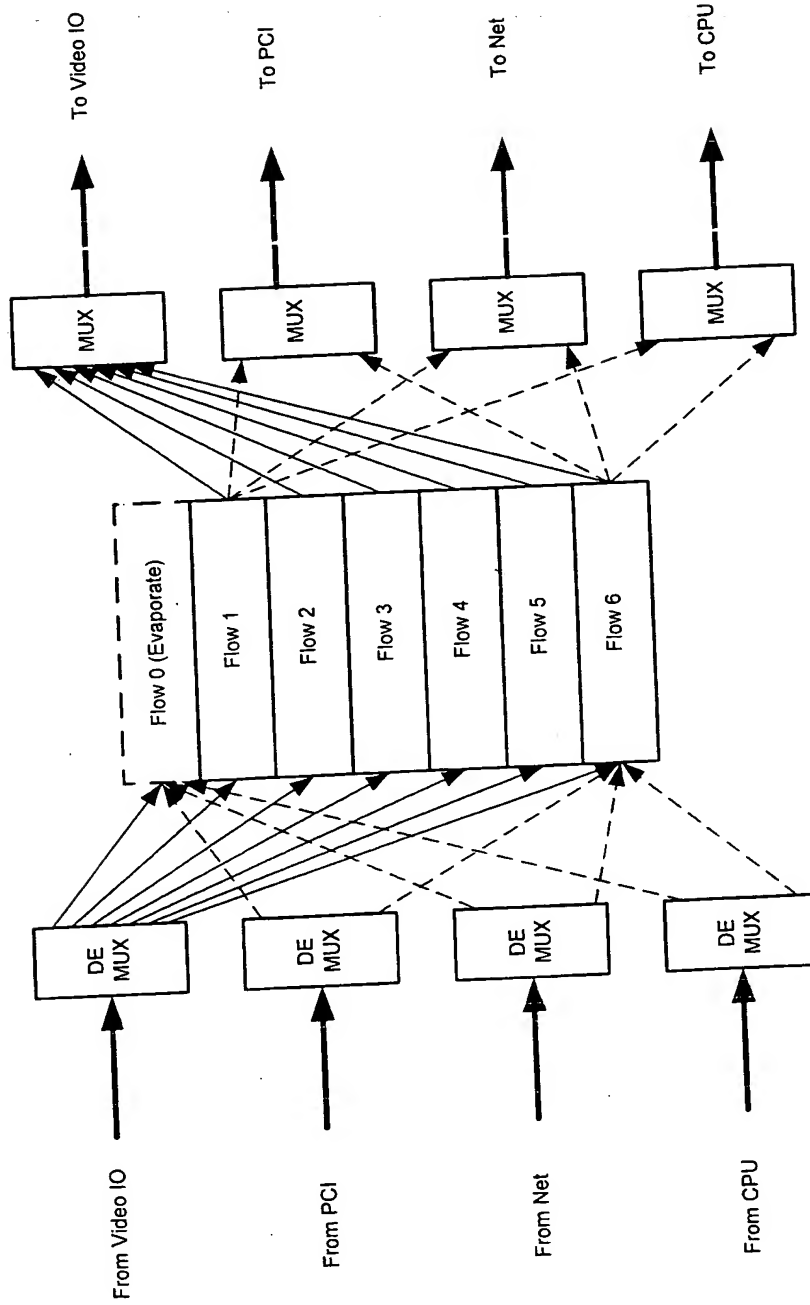 From Video IO
From PCI
From Net
From CPU
DE
MUX
DE
MUX
DE
MUX
DE
MUX
Flow 0 (Evaporate)
Flow 1
Flow 2
Flow 3
Flow 4
Flow 5
Flow 6
MUX
MUX
MUX
MUX
To Video IO
To PCI
To Net
To CPU